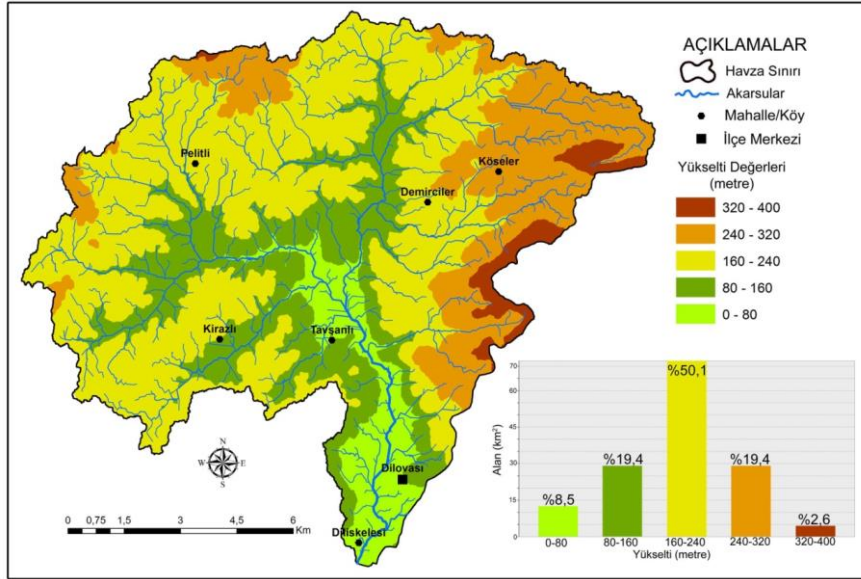 AÇIKLAMALAR
Havza Sınırı
Akarsular
Mahalle/Köy
İlçe Merkezi
Yükselti Değerleri
(metre)
320 - 400
240 - 320
160 - 240
80 - 160
0 - 80
Pelitli
Köseler
Demirciler
Kirazlı
Tavşanlı
Dilovası
Diliskelesi
N
W E
S
0 0,75 1,5 3 4,5 6
Km
Alan (km²)
72
60
45
30
15
0
%8,5
%19,4
%50,1
%19,4
%2,6
0-80 80-160 160-240 240-320 320-400
Yükselti (metre)